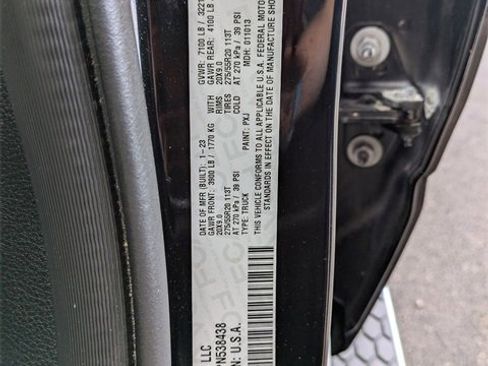 LLC
N538438
N: U.S.A.
DATE OF MFR (BUILT): 1-23
GAWR FRONT: 3900 LB / 1770 KG
20X9.0
275/55R20 113T
AT 270 kPa / 39 PSI
TYPE: TRUCK
WITH
RIMS
TIRES
COLD
PAINT: PXJ
GVWR: 7100 LB / 3221
GAWR REAR: 4100 LB
20X9.0
275/55R20 113T
AT 270 kPa / 39 PSI
MDH: 011013
THIS VEHICLE CONFORMS TO ALL APPLICABLE U.S.A. FEDERAL MOTOR
STANDARDS IN EFFECT ON THE DATE OF MANUFACTURE SHOW